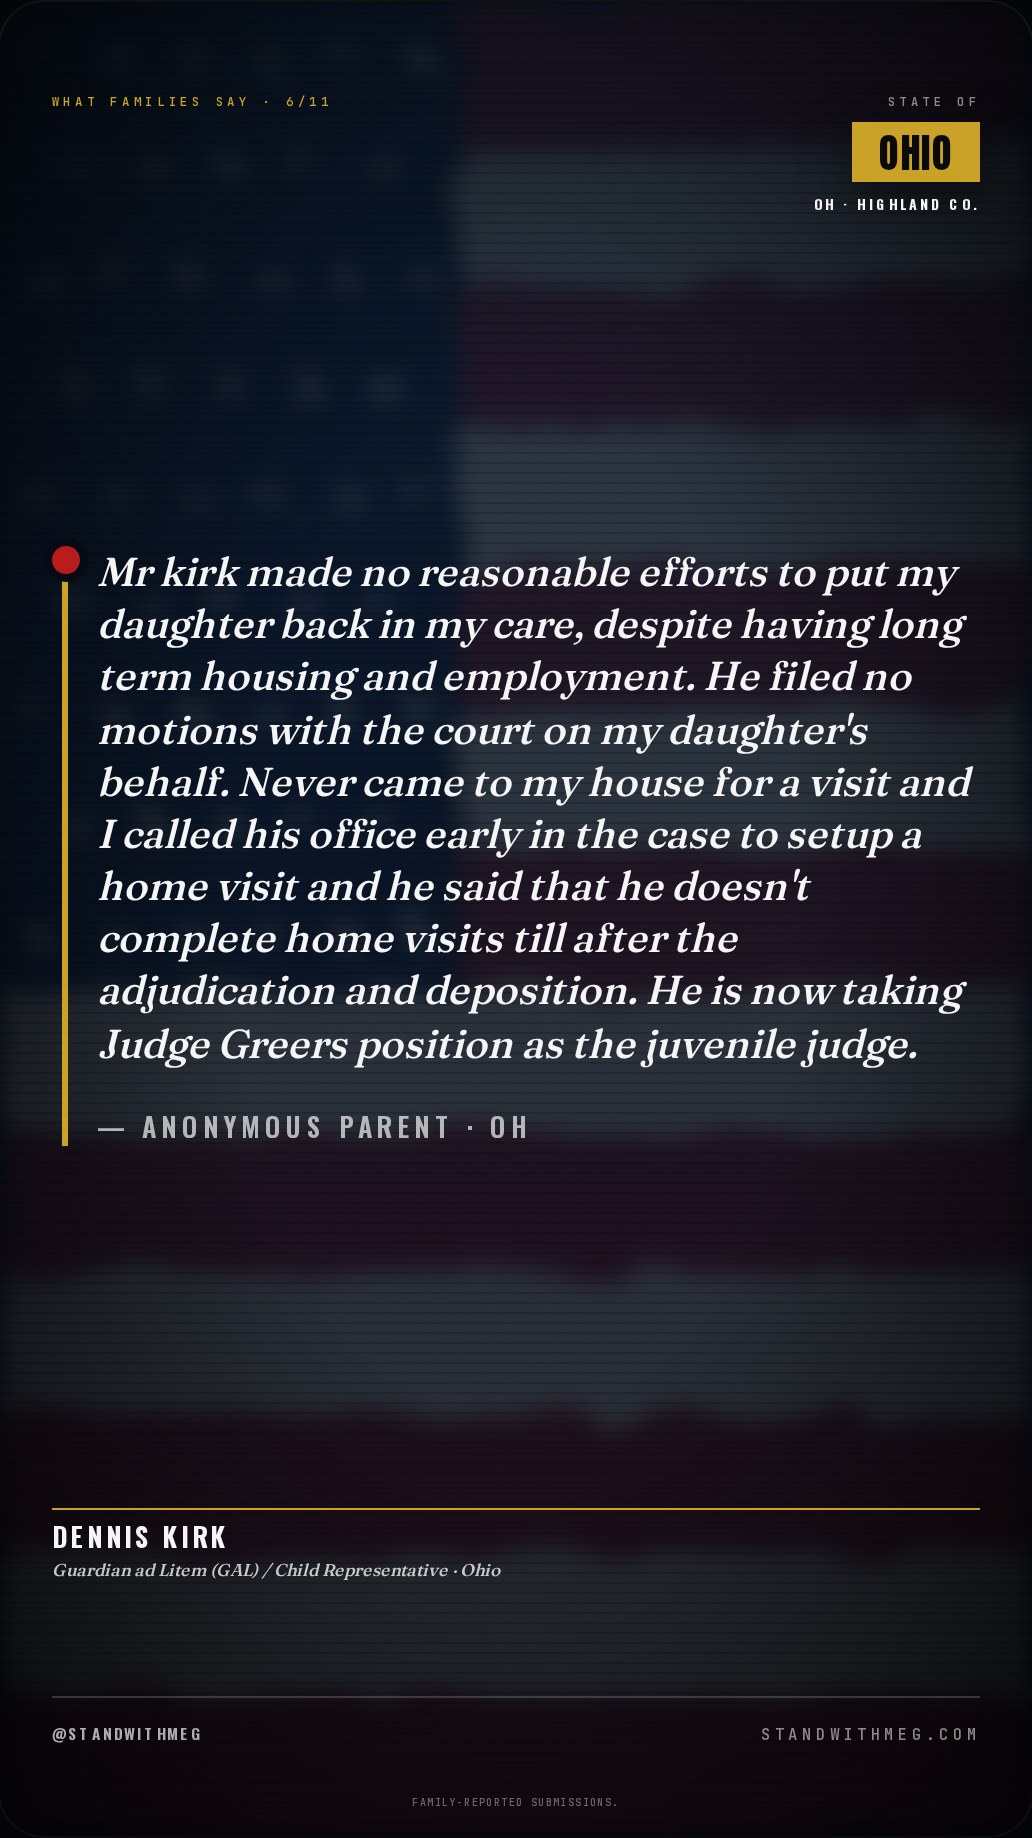 WHAT FAMILIES SAY · 6/11
STATE OF
OHIO
OH · HIGHLAND CO.
Mr kirk made no reasonable efforts to put my
daughter back in my care, despite having long
term housing and employment. He filed no
motions with the court on my daughter's
behalf. Never came to my house for a visit and
I called his office early in the case to setup a
home visit and he said that he doesn't
complete home visits till after the
adjudication and deposition. He is now taking
Judge Greers position as the juvenile judge.
— ANONYMOUS PARENT · OH
DENNIS KIRK
Guardian ad Litem (GAL) / Child Representative · Ohio
@STANDWITHMEG
STANDWITHMEG.COM
FAMILY-REPORTED SUBMISSIONS.